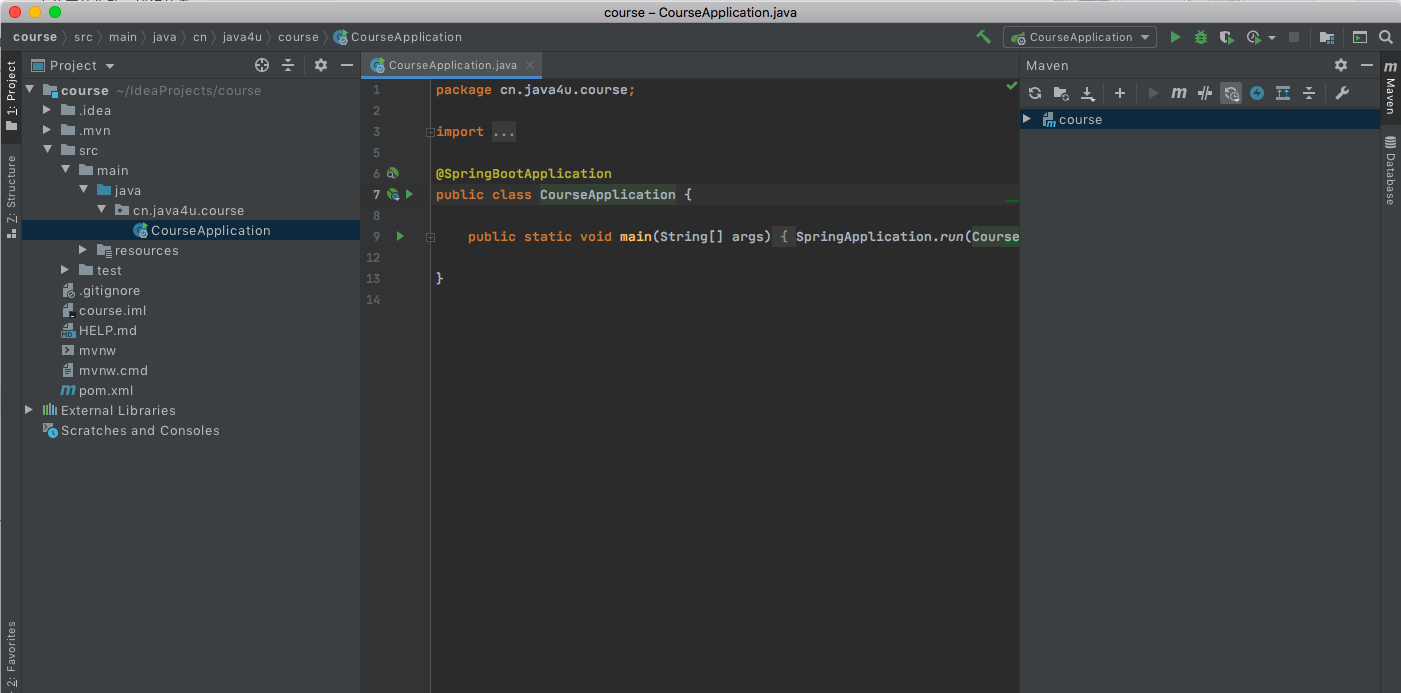 course – CourseApplication.java
course src main java cn java4u course CourseApplication
CourseApplication
1: Project
Z: Structure
2: Favorites
Project
course ~/IdeaProjects/course
.idea
.mvn
src
main
java
cn.java4u.course
CourseApplication
resources
test
.gitignore
course.iml
HELP.md
mvnw
mvnw.cmd
pom.xml
External Libraries
Scratches and Consoles
CourseApplication.java
1 package cn.java4u.course;
2
3 import ...
5
6 @SpringBootApplication
7 public class CourseApplication {
8
9 public static void main(String[] args) { SpringApplication.run(Course
12
13 }
14
Maven
course
Maven
Database